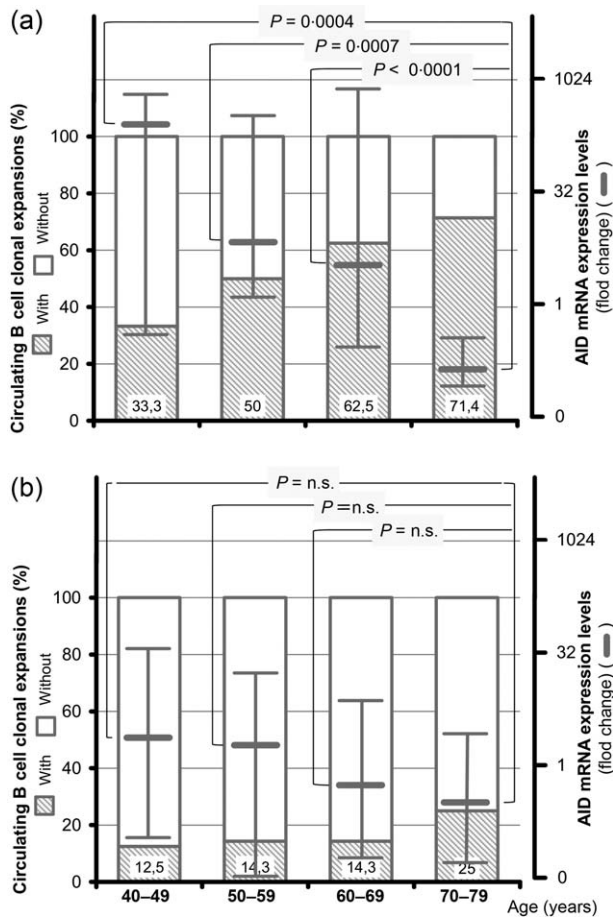 (a)
P = 0·0004
P = 0·0007
P < 0·0001
Circulating B cell clonal expansions (%)
With
Without
100
80
60
40
20
0
33,3
50
62,5
71,4
1024
32
1
0
AID mRNA expression levels
(flod change) ( )
(b)
P = n.s.
P = n.s.
P = n.s.
Circulating B cell clonal expansions (%)
With
Without
100
80
60
40
20
0
12,5
14,3
14,3
25
1024
32
1
0
AID mRNA expression levels
(flod change) ( )
40–49
50–59
60–69
70–79
Age (years)